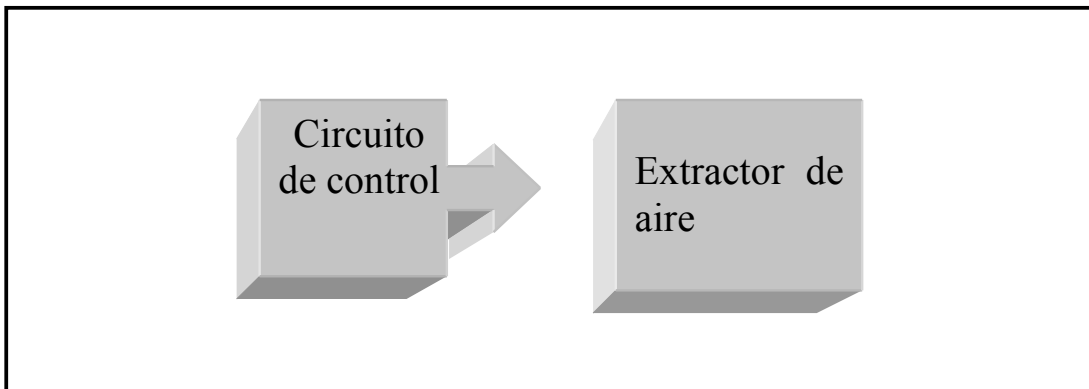 Circuito
de control
Extractor de
aire